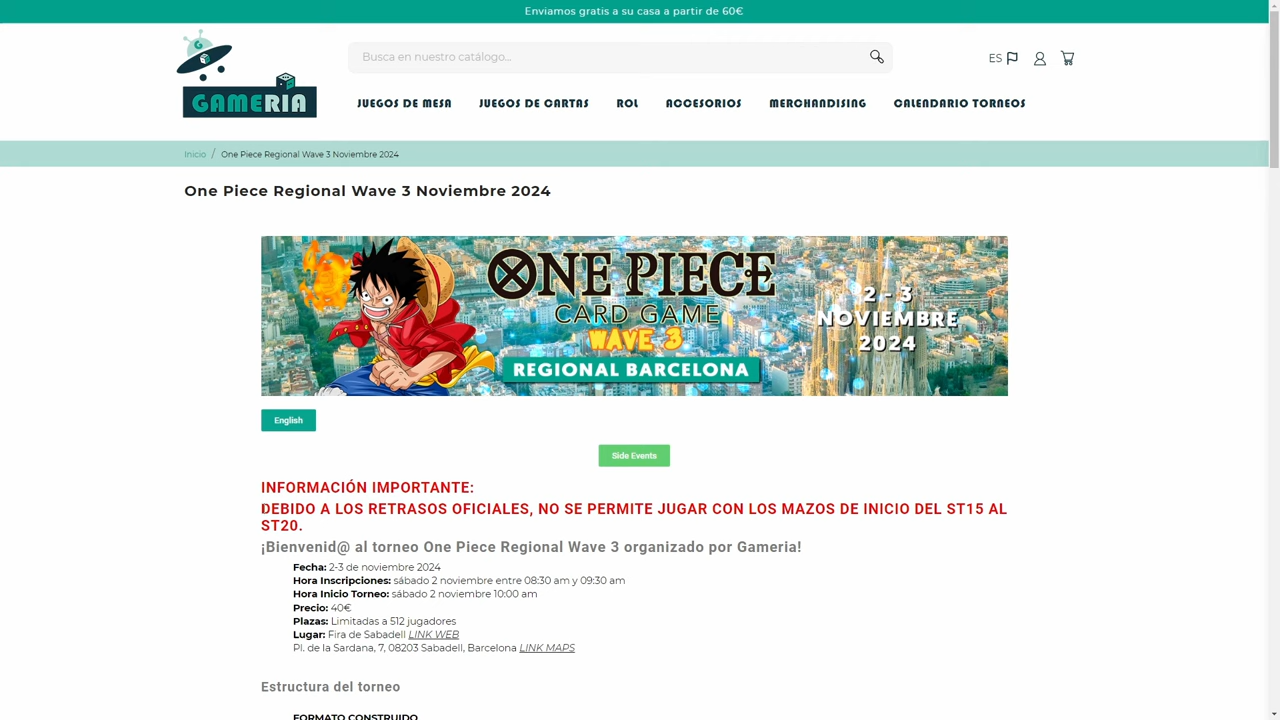 Enviamos gratis a su casa a partir de 60€
Busca en nuestro catálogo...
ES
GAMERIA
JUEGOS DE MESA
JUEGOS DE CARTAS
ROL
ACCESORIOS
MERCHANDISING
CALENDARIO TORNEOS
Inicio / One Piece Regional Wave 3 Noviembre 2024
One Piece Regional Wave 3 Noviembre 2024
ONE PIECE
CARD GAME
WAVE 3
REGIONAL BARCELONA
2 - 3
NOVIEMBRE
2024
English
Side Events
INFORMACIÓN IMPORTANTE:
DEBIDO A LOS RETRASOS OFICIALES, NO SE PERMITE JUGAR CON LOS MAZOS DE INICIO DEL ST15 AL
ST20.
¡Bienvenid@ al torneo One Piece Regional Wave 3 organizado por Gameria!
Fecha: 2-3 de noviembre 2024
Hora Inscripciones: sábado 2 noviembre entre 08:30 am y 09:30 am
Hora Inicio Torneo: sábado 2 noviembre 10:00 am
Precio: 40€
Plazas: Limitadas a 512 jugadores
Lugar: Fira de Sabadell LINK WEB
Pl. de la Sardana, 7, 08203 Sabadell, Barcelona LINK MAPS
Estructura del torneo
FORMATO CONSTRUIDO